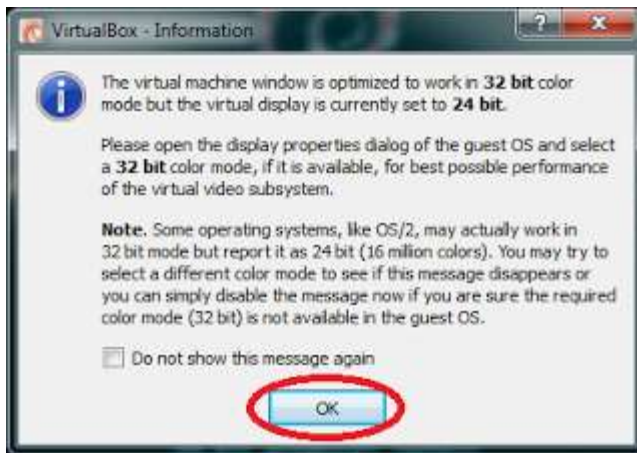 VirtualBox - Information
The virtual machine window is optimized to work in 32 bit color
mode but the virtual display is currently set to 24 bit.
Please open the display properties dialog of the guest OS and select
a 32 bit color mode, if it is available, for best possible performance
of the virtual video subsystem.
Note. Some operating systems, like OS/2, may actually work in
32 bit mode but report it as 24 bit (16 million colors). You may try to
select a different color mode to see if this message disappears or
you can simply disable the message now if you are sure the required
color mode (32 bit) is not available in the guest OS.
Do not show this message again
OK